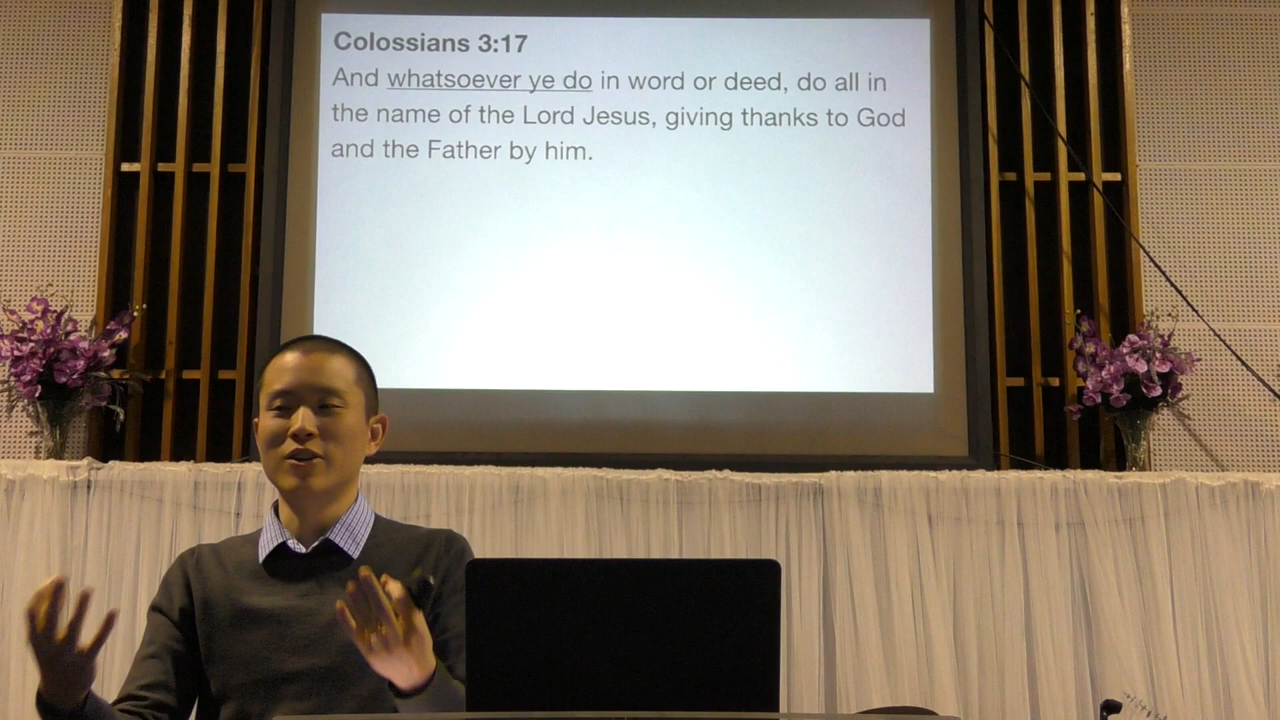 Colossians 3:17
And whatsoever ye do in word or deed, do all in
the name of the Lord Jesus, giving thanks to God
and the Father by him.